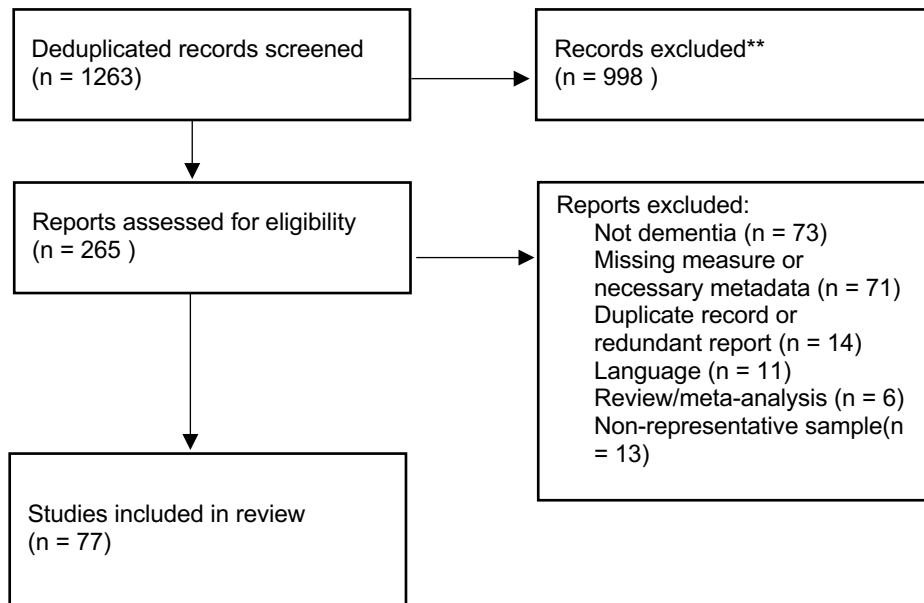 Deduplicated records screened
(n = 1263)
Records excluded**
(n = 998 )
Reports assessed for eligibility
(n = 265 )
Reports excluded:
Not dementia (n = 73)
Missing measure or
necessary metadata (n = 71)
Duplicate record or
redundant report (n = 14)
Language (n = 11)
Review/meta-analysis (n = 6)
Non-representative sample(n
= 13)
Studies included in review
(n = 77)